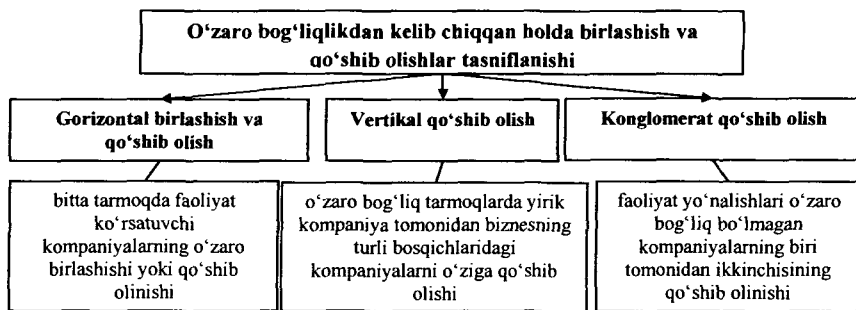 O‘zaro bog‘liqlikdan kelib chiqqan holda birlashish va
qo‘shib olishlar tasniflanishi
Gorizontal birlashish va
qo‘shib olish
Vertikal qo‘shib olish
Konglomerat qo‘shib olish
bitta tarmoqda faoliyat
ko‘rsatuvchi
kompaniyalarning o‘zaro
birlashishi yoki qo‘shib
olinishi
o‘zaro bog‘liq tarmoqlarda yirik
kompaniya tomonidan biznesning
turli bosqichlaridagi
kompaniyalarni o‘ziga qo‘shib
olishi
faoliyat yo‘nalishlari o‘zaro
bog‘liq bo‘lmagan
kompaniyalarning biri
tomonidan ikkinchisining
qo‘shib olinishi